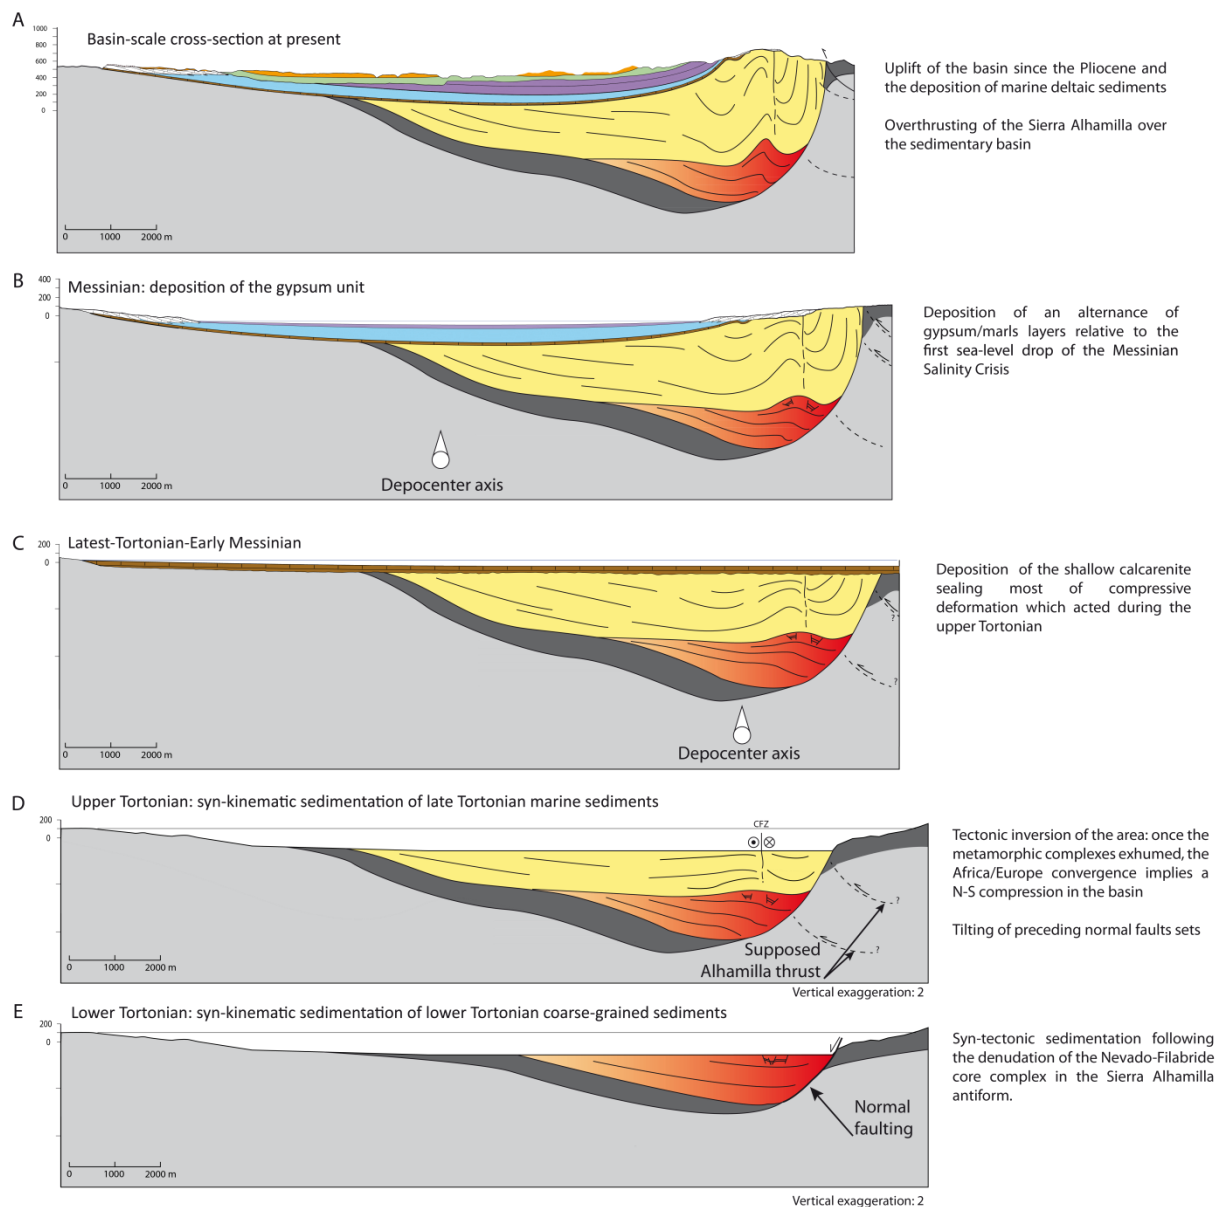 A
Basin-scale cross-section at present
1000
800
600
400
200
0
0 1000 2000 m
Uplift of the basin since the Pliocene and
the deposition of marine deltaic sediments
Overthrusting of the Sierra Alhamilla over
the sedimentary basin
B
Messinian: deposition of the gypsum unit
400
200
0
Depocenter axis
0 1000 2000 m
Deposition of an alternance of
gypsum/marls layers relative to the
first sea-level drop of the Messinian
Salinity Crisis
C
Latest-Tortonian-Early Messinian
200
0
?
?
Depocenter axis
0 1000 2000 m
Deposition of the shallow calcarenite
sealing most of compressive
deformation which acted during the
upper Tortonian
D
Upper Tortonian: syn-kinematic sedimentation of late Tortonian marine sediments
200
0
CFZ
?
?
Supposed
Alhamilla thrust
Vertical exaggeration: 2
Tectonic inversion of the area: once the
metamorphic complexes exhumed, the
Africa/Europe convergence implies a
N-S compression in the basin
Tilting of preceding normal faults sets
E
Lower Tortonian: syn-kinematic sedimentation of lower Tortonian coarse-grained sediments
200
0
Normal
faulting
0 1000 2000 m
Vertical exaggeration: 2
Syn-tectonic sedimentation following
the denudation of the Nevado-Filabride
core complex in the Sierra Alhamilla
antiform.